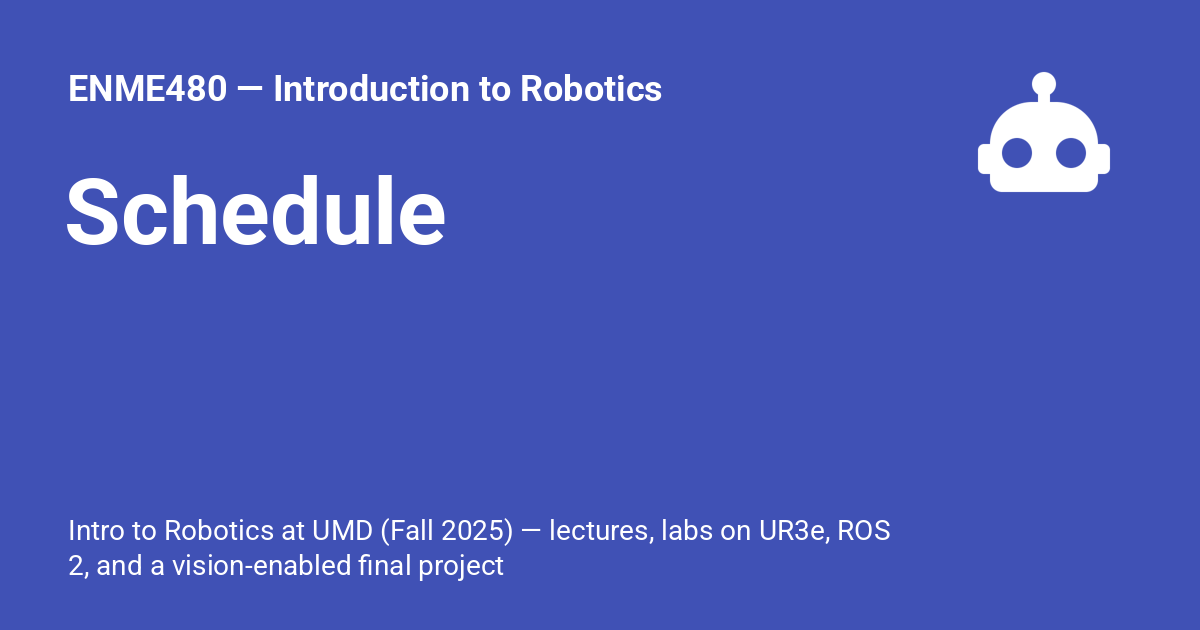 ENME480 — Introduction to Robotics
Schedule
Intro to Robotics at UMD (Fall 2025) — lectures, labs on UR3e, ROS
2, and a vision-enabled final project